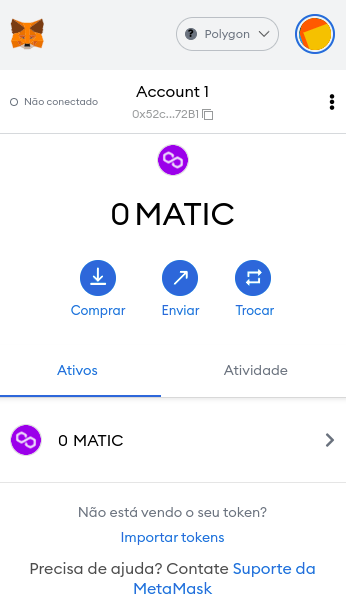 Polygon
Não conectado
Account 1
0x52c...72B1
0 MATIC
Comprar
Enviar
Trocar
Ativos
Atividade
0 MATIC
Não está vendo o seu token?
Importar tokens
Precisa de ajuda? Contate Suporte da
MetaMask